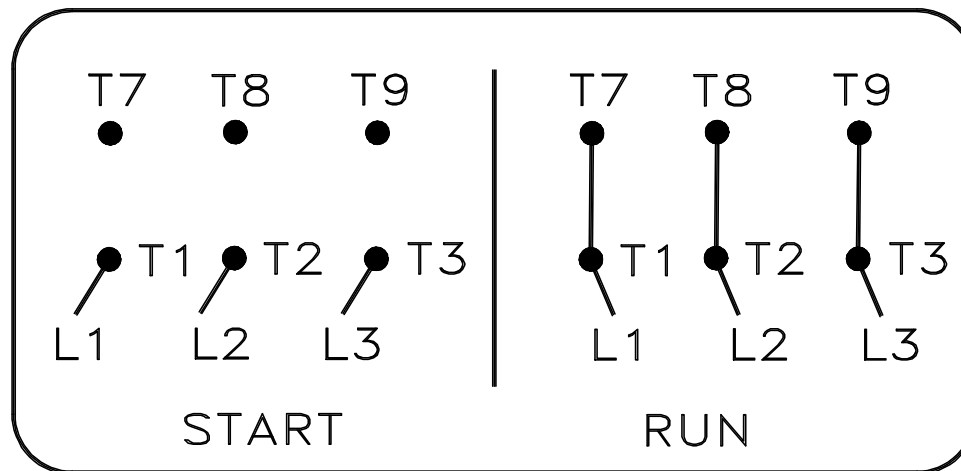 T7 T8 T9
T1 T2 T3
L1 L2 L3
START
T7 T8 T9
T1 T2 T3
L1 L2 L3
RUN